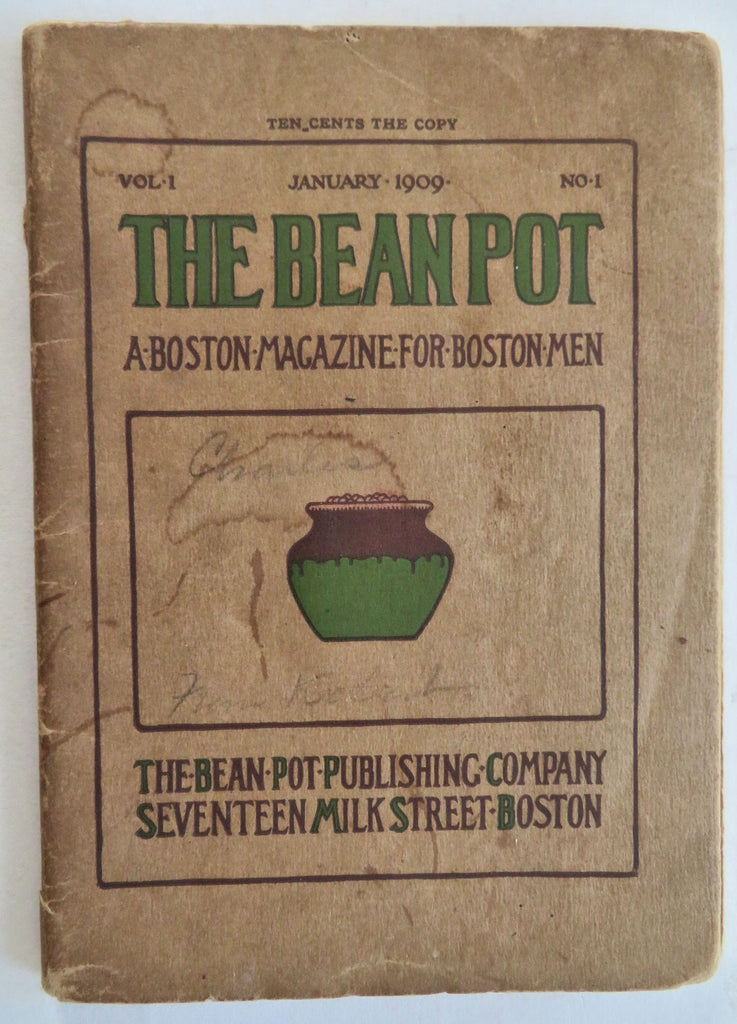 TEN CENTS THE COPY
VOL·1 JANUARY·1909· NO·1
THE BEAN POT
A·BOSTON·MAGAZINE·FOR·BOSTON·MEN
Charles
From
THE·BEAN·POT·PUBLISHING·COMPANY
SEVENTEEN MILK STREET·BOSTON